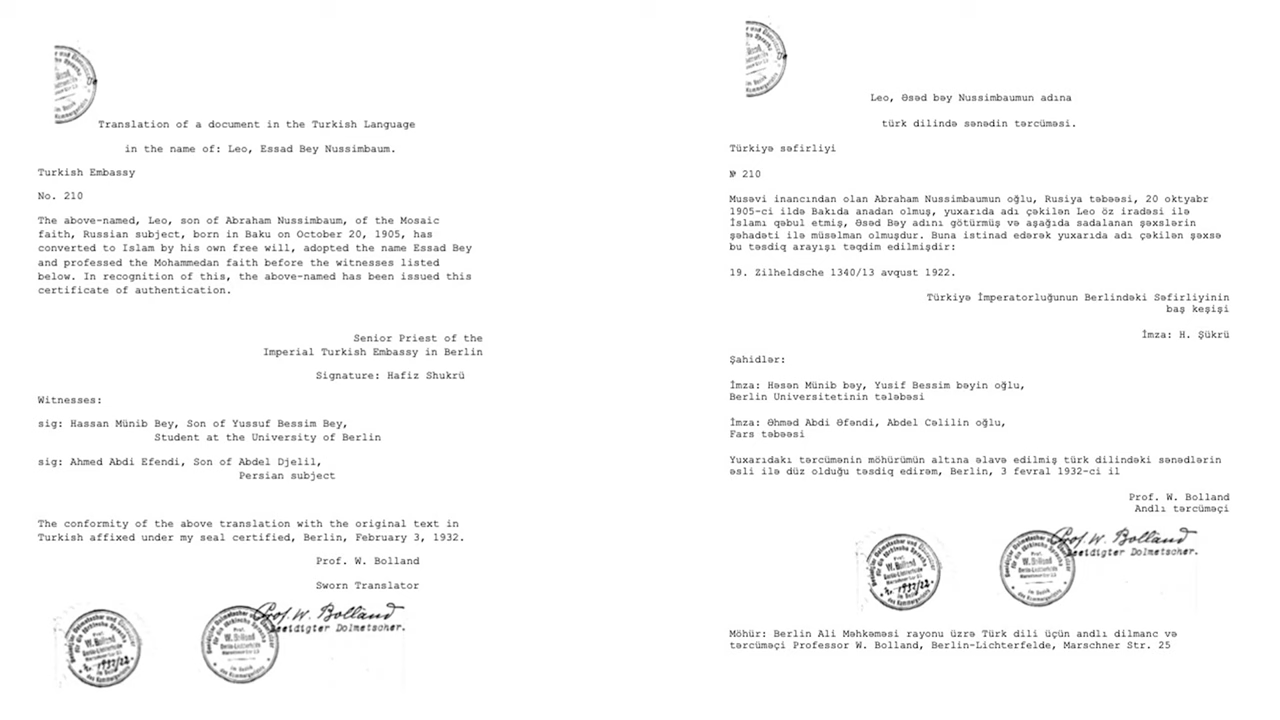 Translation of a document in the Turkish Language
in the name of: Leo, Essad Bey Nussimbaum.
Turkish Embassy
No. 210
The above-named, Leo, son of Abraham Nussimbaum, of the Mosaic
faith, Russian subject, born in Baku on October 20, 1905, has
converted to Islam by his own free will, adopted the name Essad Bey
and professed the Mohammedan faith before the witnesses listed
below. In recognition of this, the above-named has been issued this
certificate of authentication.
Senior Priest of the
Imperial Turkish Embassy in Berlin
Signature: Hafiz Shukrü
Witnesses:
sig: Hassan Münib Bey, Son of Yussuf Bessim Bey,
Student at the University of Berlin
sig: Ahmed Abdi Efendi, Son of Abdel Djelil,
Persian subject
The conformity of the above translation with the original text in
Turkish affixed under my seal certified, Berlin, February 3, 1932.
Prof. W. Bolland
Sworn Translator
Prof. W. Bolland
beeidigter Dolmetscher.
Leo, Əsəd bəy Nussimbaumun adına
türk dilində sənədin tərcüməsi.
Türkiyə səfirliyi
№ 210
Musəvi inancından olan Abraham Nussimbaumun oğlu, Rusiya təbəəsi, 20 oktyabr
1905-ci ildə Bakıda anadan olmuş, yuxarıda adı çəkilən Leo öz iradəsi ilə
İslamı qəbul etmiş, Əsəd Bəy adını götürmüş və aşağıda sadalanan şəxslərin
şəhadəti ilə müsəlman olmuşdur. Buna istinad edərək yuxarıda adı çəkilən şəxsə
bu təsdiq arayışı təqdim edilmişdir:
19. Zilheldsche 1340/13 avqust 1922.
Türkiyə İmperatorluğunun Berlindəki Səfirliyinin
baş keşişi
İmza: H. Şükrü
Şahidlər:
İmza: Həsən Münib bəy, Yusif Bessim bəyin oğlu,
Berlin Universitetinin tələbəsi
İmza: Əhməd Abdi Əfəndi, Abdel Cəlilin oğlu,
Fars təbəəsi
Yuxarıdakı tərcümənin möhürümün altına əlavə edilmiş türk dilindəki sənədlərin
əsli ilə düz olduğu təsdiq edirəm, Berlin, 3 fevral 1932-ci il
Prof. W. Bolland
Andlı tərcüməçi
Prof. W. Bolland
beeidigter Dolmetscher.
Möhür: Berlin Ali Məhkəməsi rayonu üzrə Türk dili üçün andlı dilmanc və
tərcüməçi Professor W. Bolland, Berlin-Lichterfelde, Marschner Str. 25